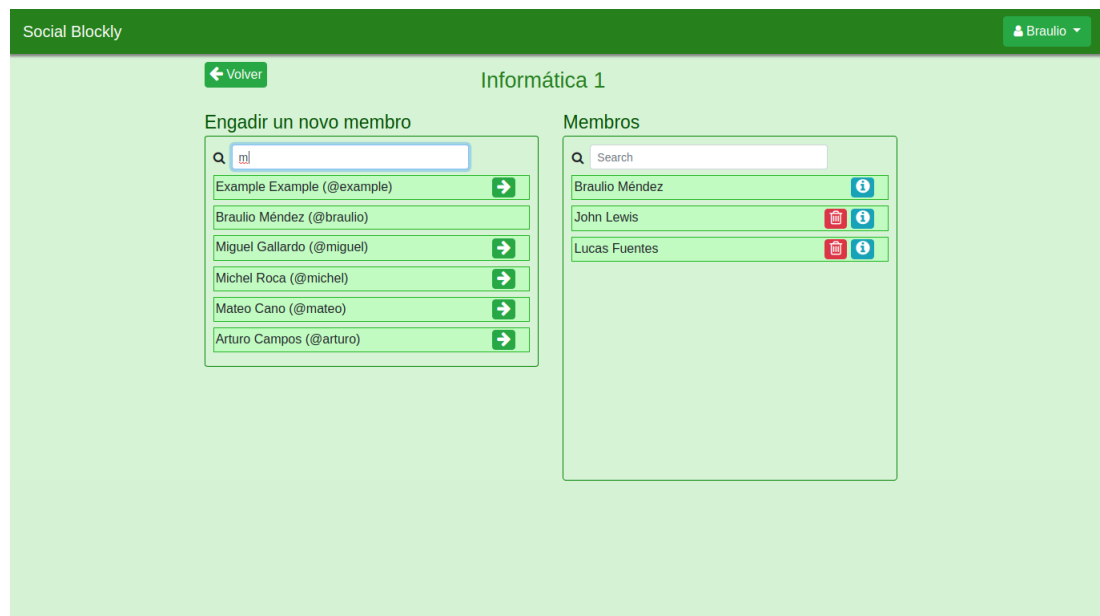 Social Blockly
Braulio
Volver
Informática 1
Engadir un novo membro
m
Example Example (@example)
Braulio Méndez (@braulio)
Miguel Gallardo (@miguel)
Michel Roca (@michel)
Mateo Cano (@mateo)
Arturo Campos (@arturo)
Membros
Search
Braulio Méndez
John Lewis
Lucas Fuentes